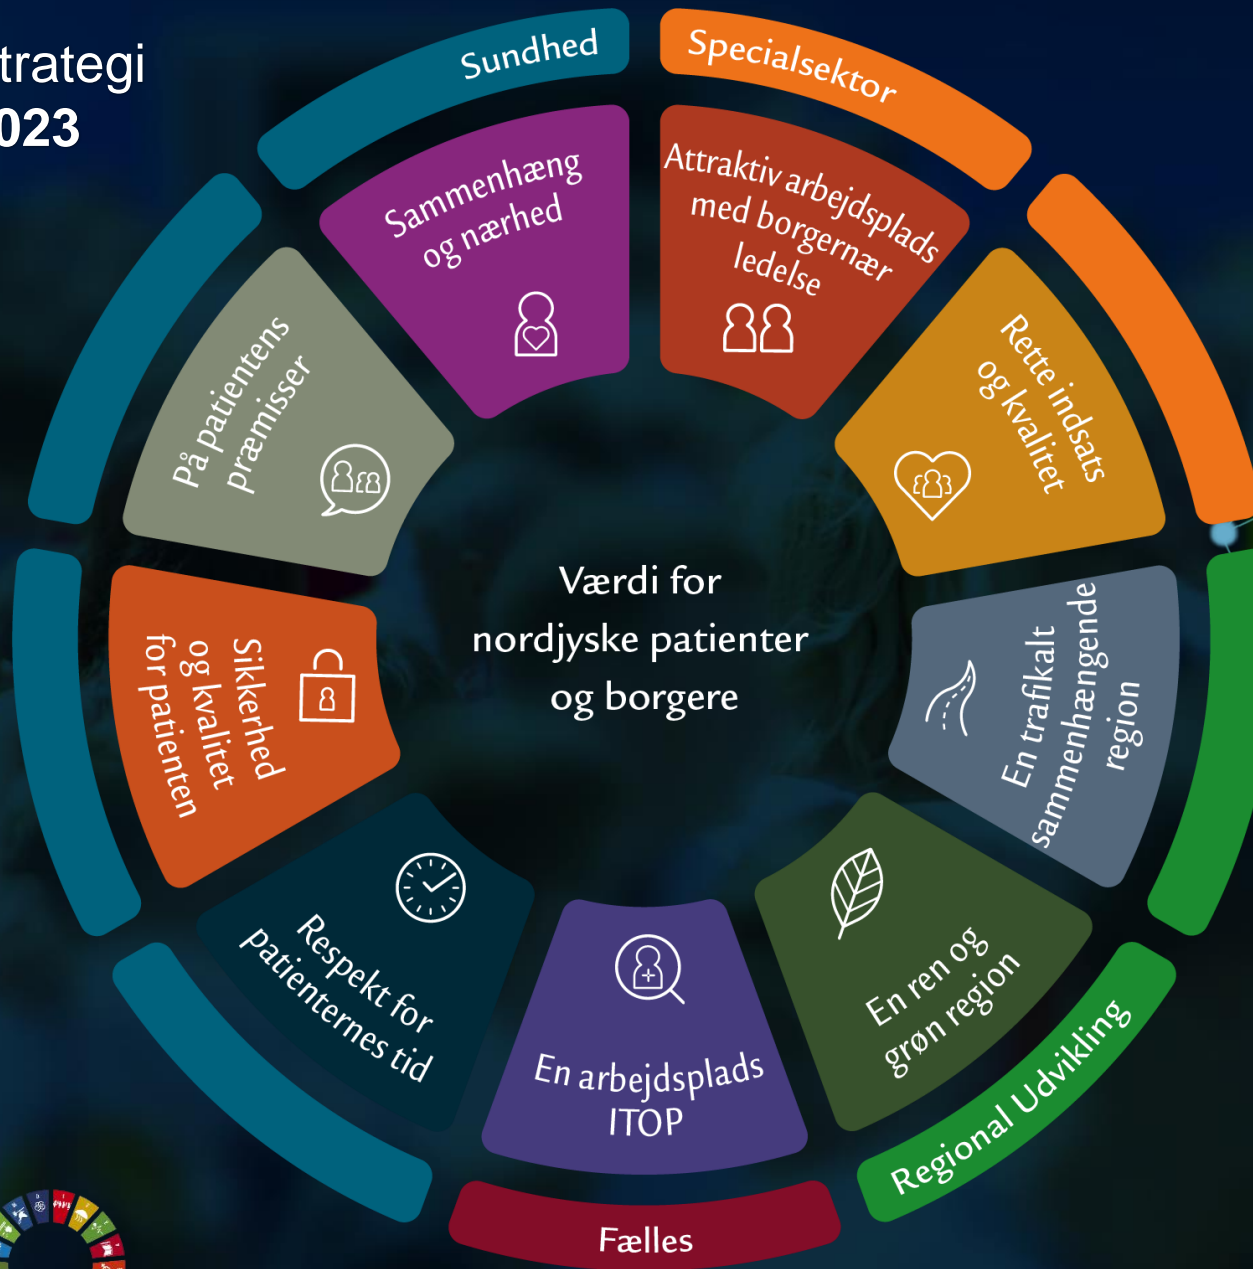 trategi
023
Sundhed
Specialsektor
Sammenhæng
og nærhed
Attraktiv arbejdsplads
med borgernær
ledelse
Rette indsats
og kvalitet
På patientens
præmisser
Værdi for
nordjyske patienter
og borgere
En trafikalt
sammenhængende
region
Sikkerhed
og kvalitet
for patienten
En ren og
grøn region
Respekt for
patienternes tid
En arbejdsplads
ITOP
Regional Udvikling
Fælles